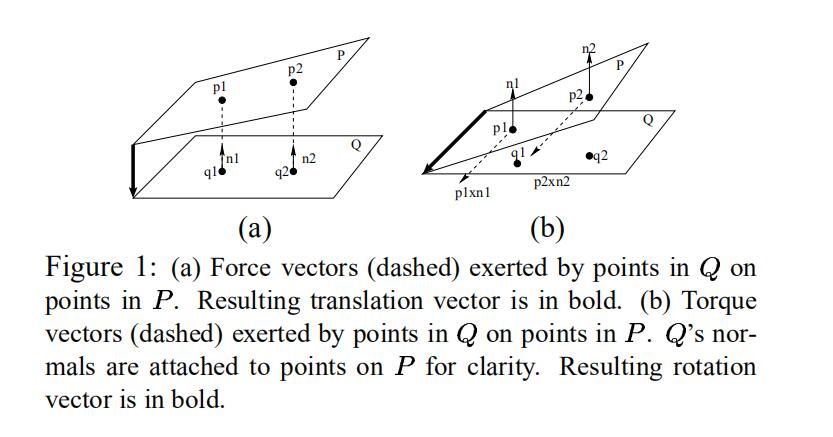 P
p1
p2
Q
n1
n2
q1
q2
(a)
n2
P
n1
p2
Q
p1
q1
q2
p2xn2
p1xn1
(b)
Figure 1: (a) Force vectors (dashed) exerted by points in Q on
points in P. Resulting translation vector is in bold. (b) Torque
vectors (dashed) exerted by points in Q on points in P. Q's nor-
mals are attached to points on P for clarity. Resulting rotation
vector is in bold.